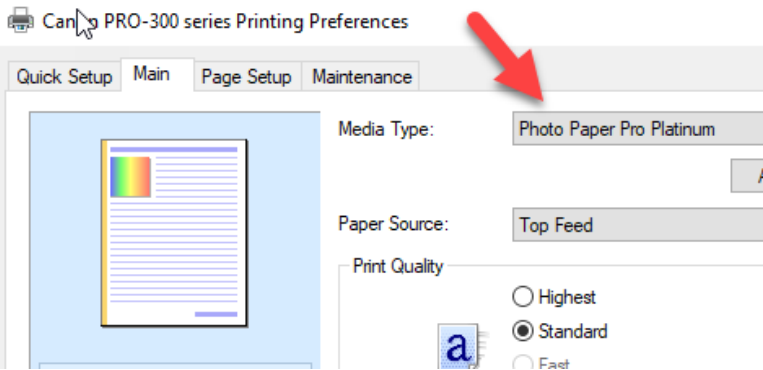 Canon PRO-300 series Printing Preferences
Quick Setup Main Page Setup Maintenance
Media Type: Photo Paper Pro Platinum
Paper Source: Top Feed
Print Quality
Highest
a Standard
Fast